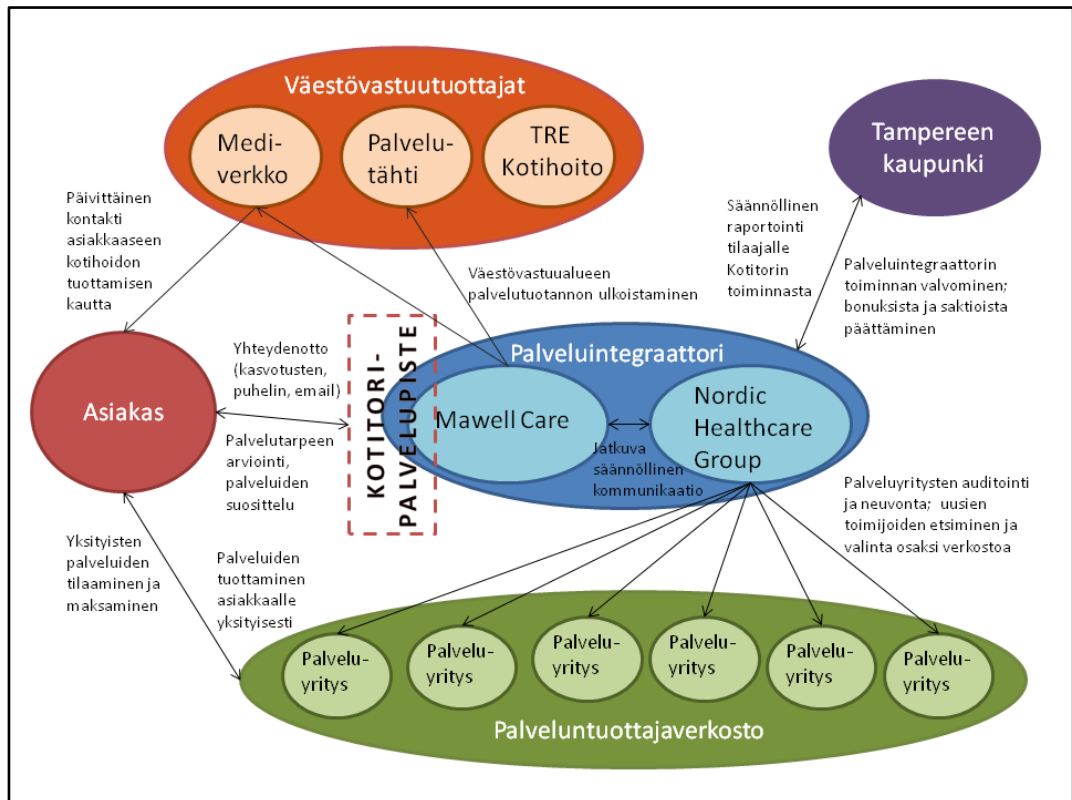 Väestövastuutuottajat
Medi-
verkko
Palvelu-
tähti
TRE
Kotihoito
Tampereen
kaupunki
Päivittäinen
kontakti
asiakkaaseen
kotihoidon
tuottamisen
kautta
Säännöllinen
raportointi
tilaajalle
Kotitorin
toiminnasta
Väestövastuualueen
palvelutuotannon ulkoistaminen
Palveluintegraattorin
toiminnan valvominen;
bonuksista ja saktioista
päättäminen
Asiakas
Yhteydenotto
(kasvotusten,
puhelin, email)
Palvelutarpeen
arviointi,
palveluiden
suosittelu
KOTITORI-
PALVELUPISTE
Palveluintegraattori
Mawell Care
Nordic
Healthcare
Group
Jatkuva
säännöllinen
kommunikaatio
Palveluyritysten auditointi
ja neuvonta; uusien
toimijoiden etsiminen ja
valinta osaksi verkostoa
Yksityisten
palveluiden
tilaaminen ja
maksaminen
Palveluiden
tuottaminen
asiakkaalle
yksityisesti
Palvelu-
yritys
Palvelu-
yritys
Palvelu-
yritys
Palvelu-
yritys
Palvelu-
yritys
Palvelu-
yritys
Palveluntuottajaverkosto